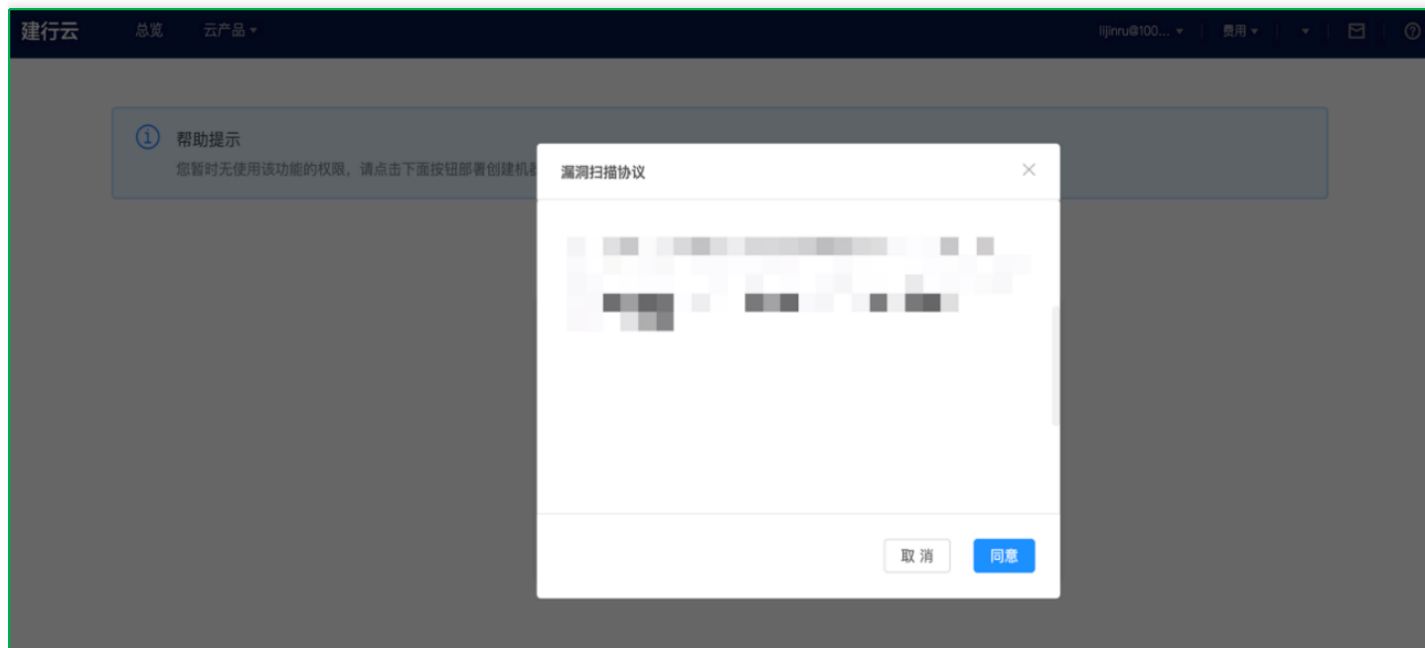 建行云 总览 云产品 lijinru@100... 费用
帮助提示
您暂时无使用该功能的权限，请点击下面按钮部署创建机
漏洞扫描协议
取 消 同意